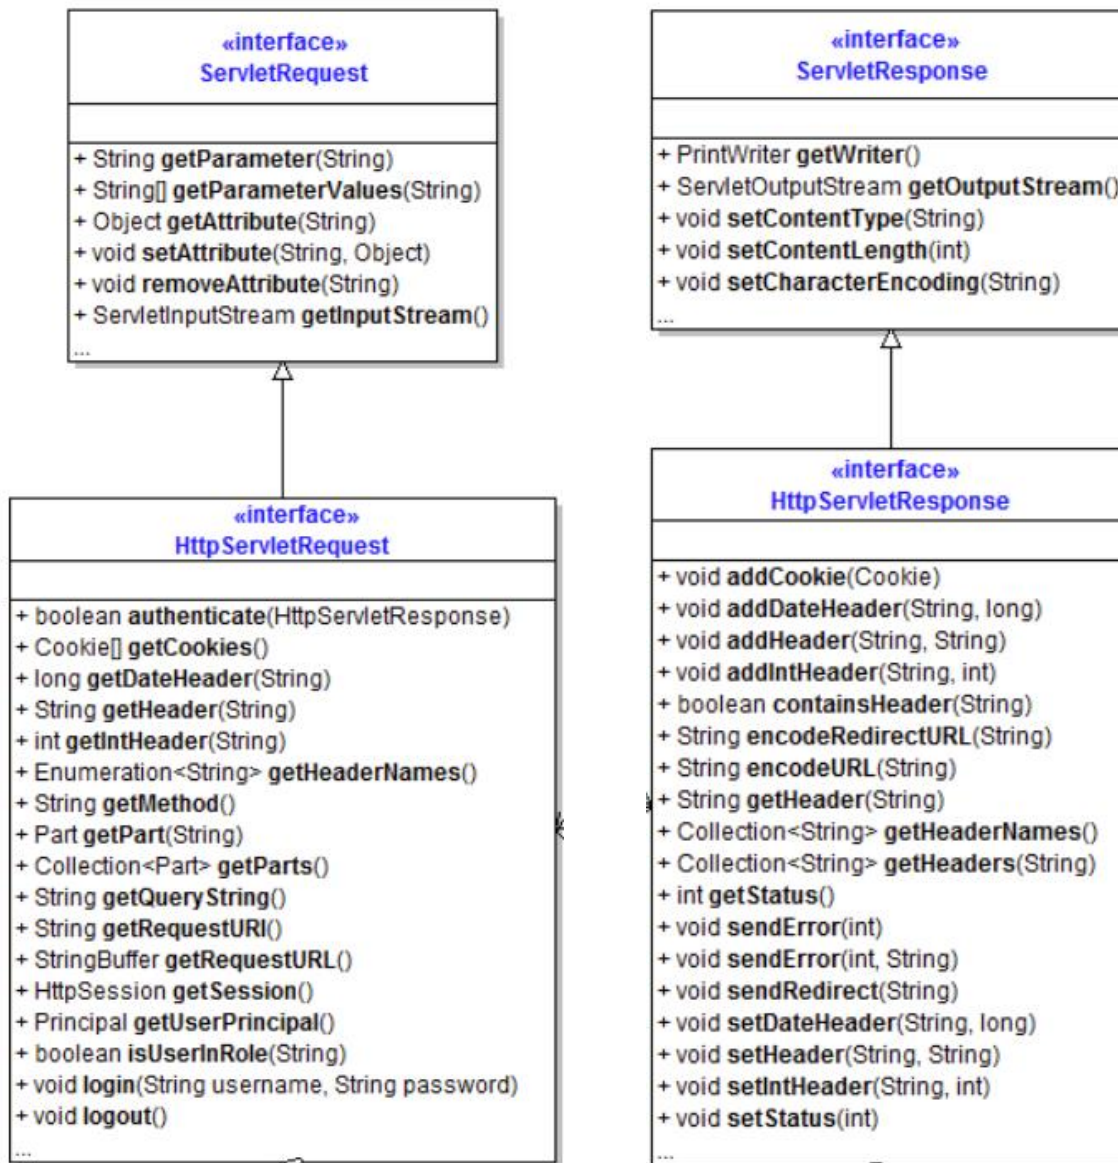 «interface»
ServletRequest
+ String getParameter(String)
+ String[] getParameterValues(String)
+ Object getAttribute(String)
+ void setAttribute(String, Object)
+ void removeAttribute(String)
+ ServletInputStream getInputStream()
...
«interface»
ServletResponse
+ PrintWriter getWriter()
+ ServletOutputStream getOutputStream()
+ void setContentType(String)
+ void setContentLength(int)
+ void setCharacterEncoding(String)
...
«interface»
HttpServletRequest
+ boolean authenticate(HttpServletResponse)
+ Cookie[] getCookies()
+ long getDateHeader(String)
+ String getHeader(String)
+ int getIntHeader(String)
+ Enumeration<String> getHeaderNames()
+ String getMethod()
+ Part getPart(String)
+ Collection<Part> getParts()
+ String getQueryString()
+ String getRequestURI()
+ StringBuffer getRequestURL()
+ HttpSession getSession()
+ Principal getUserPrincipal()
+ boolean isUserInRole(String)
+ void login(String username, String password)
+ void logout()
...
«interface»
HttpServletResponse
+ void addCookie(Cookie)
+ void addDateHeader(String, long)
+ void addHeader(String, String)
+ void addIntHeader(String, int)
+ boolean containsHeader(String)
+ String encodeRedirectURL(String)
+ String encodeURL(String)
+ String getHeader(String)
+ Collection<String> getHeaderNames()
+ Collection<String> getHeaders(String)
+ int getStatus()
+ void sendError(int)
+ void sendError(int, String)
+ void sendRedirect(String)
+ void setDateHeader(String, long)
+ void setHeader(String, String)
+ void setIntHeader(String, int)
+ void setStatus(int)
...